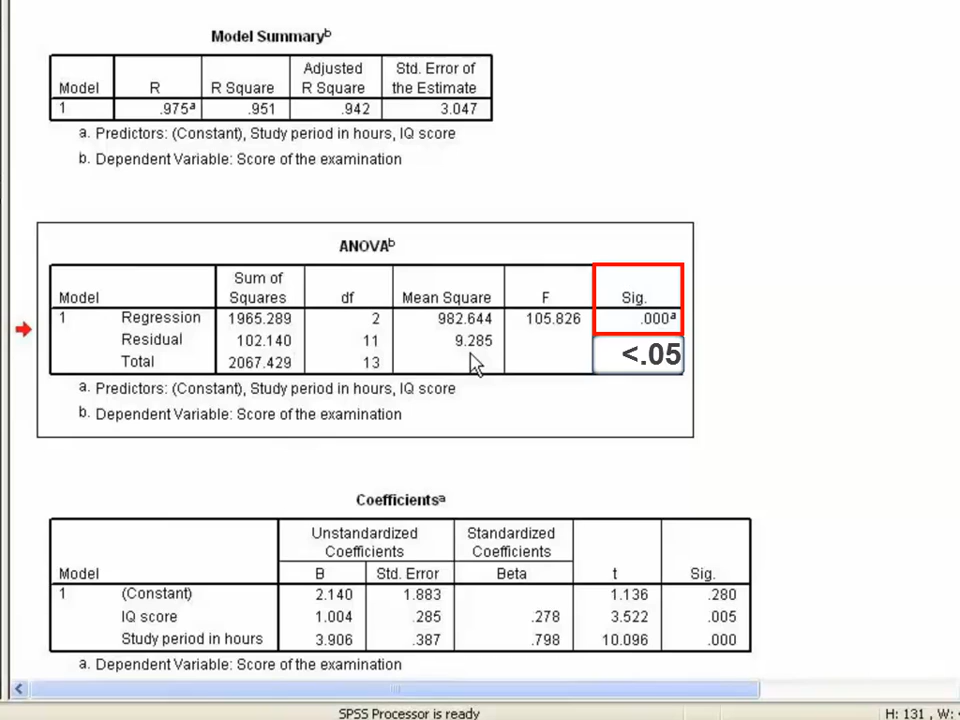 Model Summaryb
Model R R Square Adjusted R Square Std. Error of the Estimate
1 .975a .951 .942 3.047
a. Predictors: (Constant), Study period in hours, IQ score
b. Dependent Variable: Score of the examination
ANOVAb
Model Sum of Squares df Mean Square F Sig.
1 Regression 1965.289 2 982.644 105.826 .000a
Residual 102.140 11 9.285
<.05
Total 2067.429 13
a. Predictors: (Constant), Study period in hours, IQ score
b. Dependent Variable: Score of the examination
Coefficientsa
Unstandardized Coefficients Standardized Coefficients
Model B Std. Error Beta t Sig.
1 (Constant) 2.140 1.883 1.136 .280
IQ score 1.004 .285 .278 3.522 .005
Study period in hours 3.906 .387 .798 10.096 .000
a. Dependent Variable: Score of the examination
SPSS Processor is ready H: 131 , W: